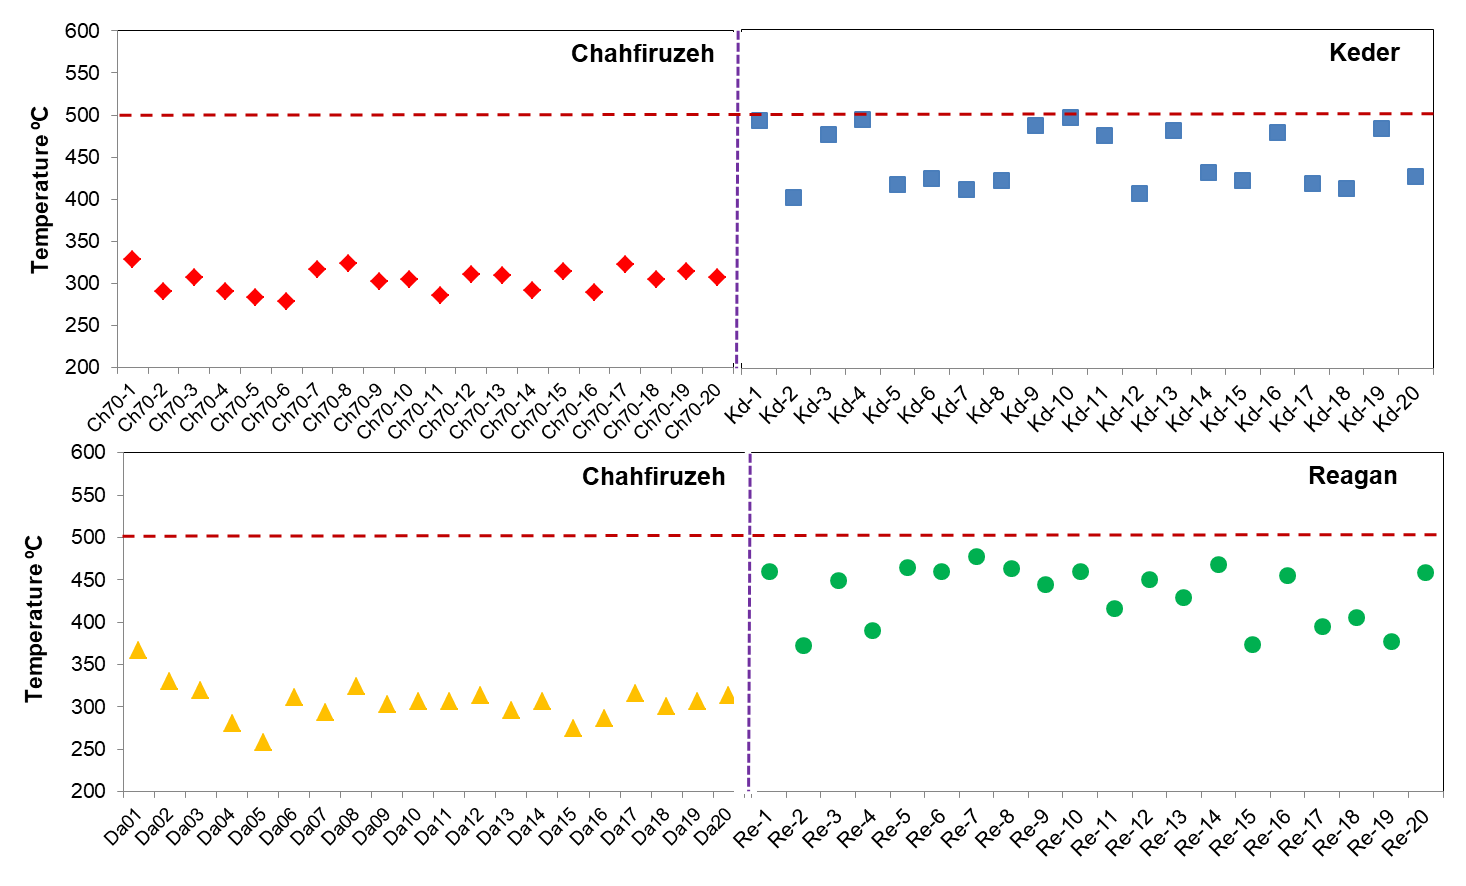 600
550
500
450
400
350
300
250
200
Temperature ºC
Chahfiruzeh
Keder
Ch70-1
Ch70-2
Ch70-3
Ch70-4
Ch70-5
Ch70-6
Ch70-7
Ch70-8
Ch70-9
Ch70-10
Ch70-11
Ch70-12
Ch70-13
Ch70-14
Ch70-15
Ch70-16
Ch70-17
Ch70-18
Ch70-19
Ch70-20
Kd-1
Kd-2
Kd-3
Kd-4
Kd-5
Kd-6
Kd-7
Kd-8
Kd-9
Kd-10
Kd-11
Kd-12
Kd-13
Kd-14
Kd-15
Kd-16
Kd-17
Kd-18
Kd-19
Kd-20
600
550
500
450
400
350
300
250
200
Temperature ºC
Chahfiruzeh
Reagan
Da01
Da02
Da03
Da04
Da05
Da06
Da07
Da08
Da09
Da10
Da11
Da12
Da13
Da14
Da15
Da16
Da17
Da18
Da19
Da20
Re-1
Re-2
Re-3
Re-4
Re-5
Re-6
Re-7
Re-8
Re-9
Re-10
Re-11
Re-12
Re-13
Re-14
Re-15
Re-16
Re-17
Re-18
Re-19
Re-20